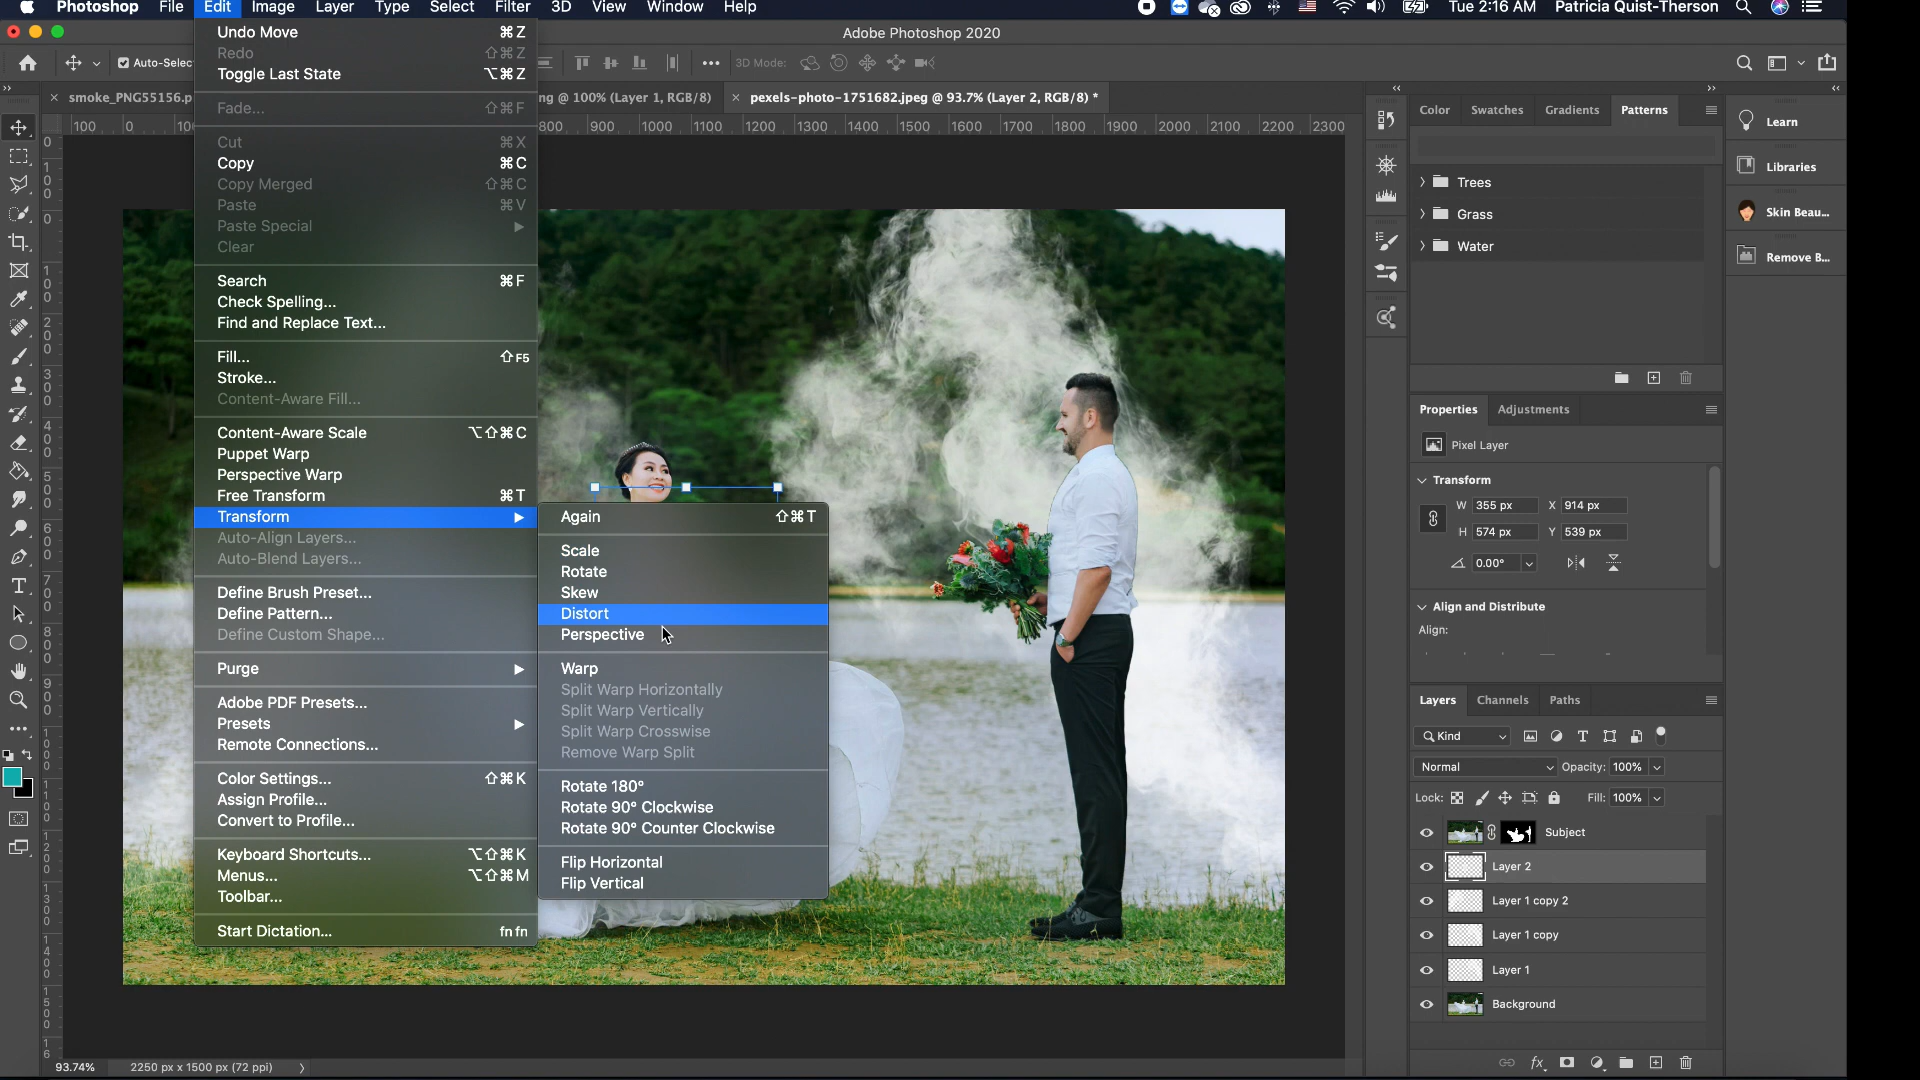 Photoshop File Edit Image Layer Type Select Filter 3D View Window Help Tue 2:16 AM Patricia Quist-Therson
Adobe Photoshop 2020
Auto-Selec 3D Mode:
smoke_PNG55156.p ng @ 100% (Layer 1, RGB/8) pexels-photo-1751682.jpeg @ 93.7% (Layer 2, RGB/8) *
100 0 10 800 900 1000 1100 1200 1300 1400 1500 1600 1700 1800 1900 2000 2100 2200 2300
Undo Move ⌘Z
Redo ⇧⌘Z
Toggle Last State ⌥⌘Z
Fade... ⇧⌘F
Cut ⌘X
Copy ⌘C
Copy Merged ⇧⌘C
Paste ⌘V
Paste Special
Clear
Search ⌘F
Check Spelling...
Find and Replace Text...
Fill... ⇧F5
Stroke...
Content-Aware Fill...
Content-Aware Scale ⌥⇧⌘C
Puppet Warp
Perspective Warp
Free Transform ⌘T
Transform
Auto-Align Layers...
Auto-Blend Layers...
Define Brush Preset...
Define Pattern...
Define Custom Shape...
Purge
Adobe PDF Presets...
Presets
Remote Connections...
Color Settings... ⇧⌘K
Assign Profile...
Convert to Profile...
Keyboard Shortcuts... ⌥⇧⌘K
Menus... ⌥⇧⌘M
Toolbar...
Start Dictation... fn fn
Again ⇧⌘T
Scale
Rotate
Skew
Distort
Perspective
Warp
Split Warp Horizontally
Split Warp Vertically
Split Warp Crosswise
Remove Warp Split
Rotate 180°
Rotate 90° Clockwise
Rotate 90° Counter Clockwise
Flip Horizontal
Flip Vertical
Color Swatches Gradients Patterns
Trees
Grass
Water
Learn
Libraries
Skin Beau...
Remove B...
Properties Adjustments
Pixel Layer
Transform
W 355 px X 914 px
H 574 px Y 539 px
0.00°
Align and Distribute
Align:
Layers Channels Paths
Kind
Normal Opacity: 100%
Lock: Fill: 100%
Subject
Layer 2
Layer 1 copy 2
Layer 1 copy
Layer 1
Background
fx
93.74% 2250 px x 1500 px (72 ppi)